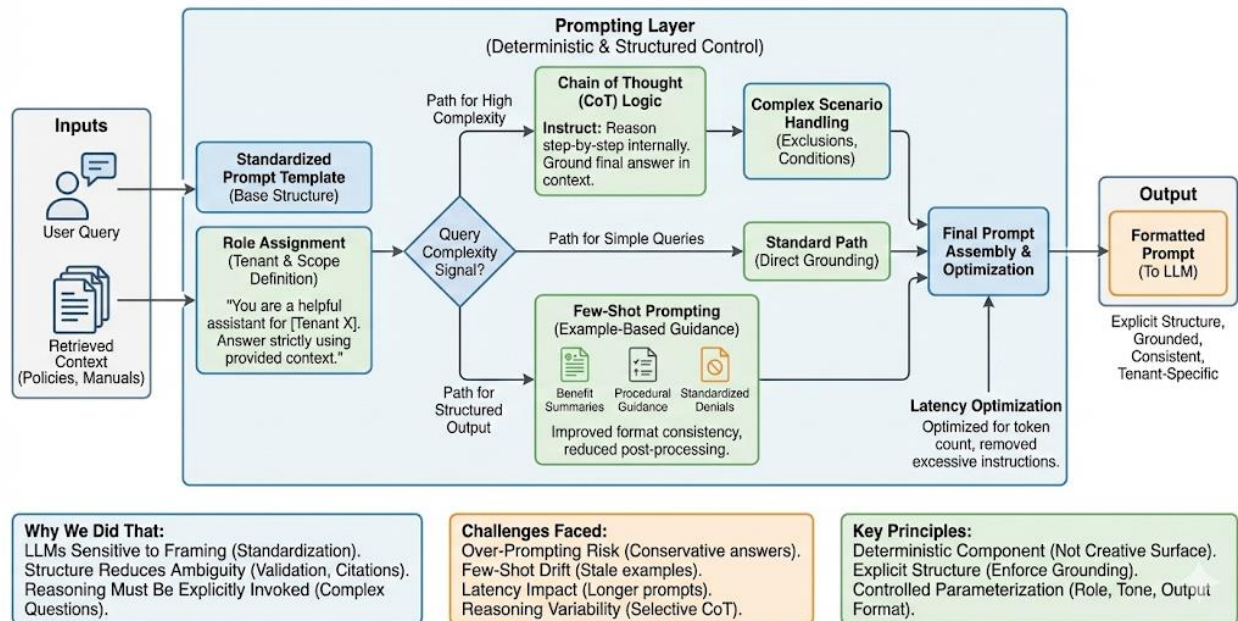 Prompting Layer
(Deterministic & Structured Control)
Inputs
User Query
Retrieved
Context
(Policies, Manuals)
Standardized
Prompt Template
(Base Structure)
Role Assignment
(Tenant & Scope
Definition)
"You are a helpful
assistant for [Tenant X].
Answer strictly using
provided context."
Query
Complexity
Signal?
Path for High
Complexity
Chain of Thought
(CoT) Logic
Instruct: Reason
step-by-step internally.
Ground final answer in
context.
Complex Scenario
Handling
(Exclusions,
Conditions)
Path for Simple Queries
Standard Path
(Direct Grounding)
Path for
Structured
Output
Few-Shot Prompting
(Example-Based Guidance)
Benefit
Summaries
Procedural
Guidance
Standardized
Denials
Improved format consistency,
reduced post-processing.
Final Prompt
Assembly &
Optimization
Latency Optimization
Optimized for token
count, removed
excessive instructions.
Output
Formatted
Prompt
(To LLM)
Explicit Structure,
Grounded,
Consistent,
Tenant-Specific
Why We Did That:
LLMs Sensitive to Framing (Standardization).
Structure Reduces Ambiguity (Validation, Citations).
Reasoning Must Be Explicitly Invoked (Complex
Questions).
Challenges Faced:
Over-Prompting Risk (Conservative answers).
Few-Shot Drift (Stale examples).
Latency Impact (Longer prompts).
Reasoning Variability (Selective CoT).
Key Principles:
Deterministic Component (Not Creative Surface).
Explicit Structure (Enforce Grounding).
Controlled Parameterization (Role, Tone, Output
Format).